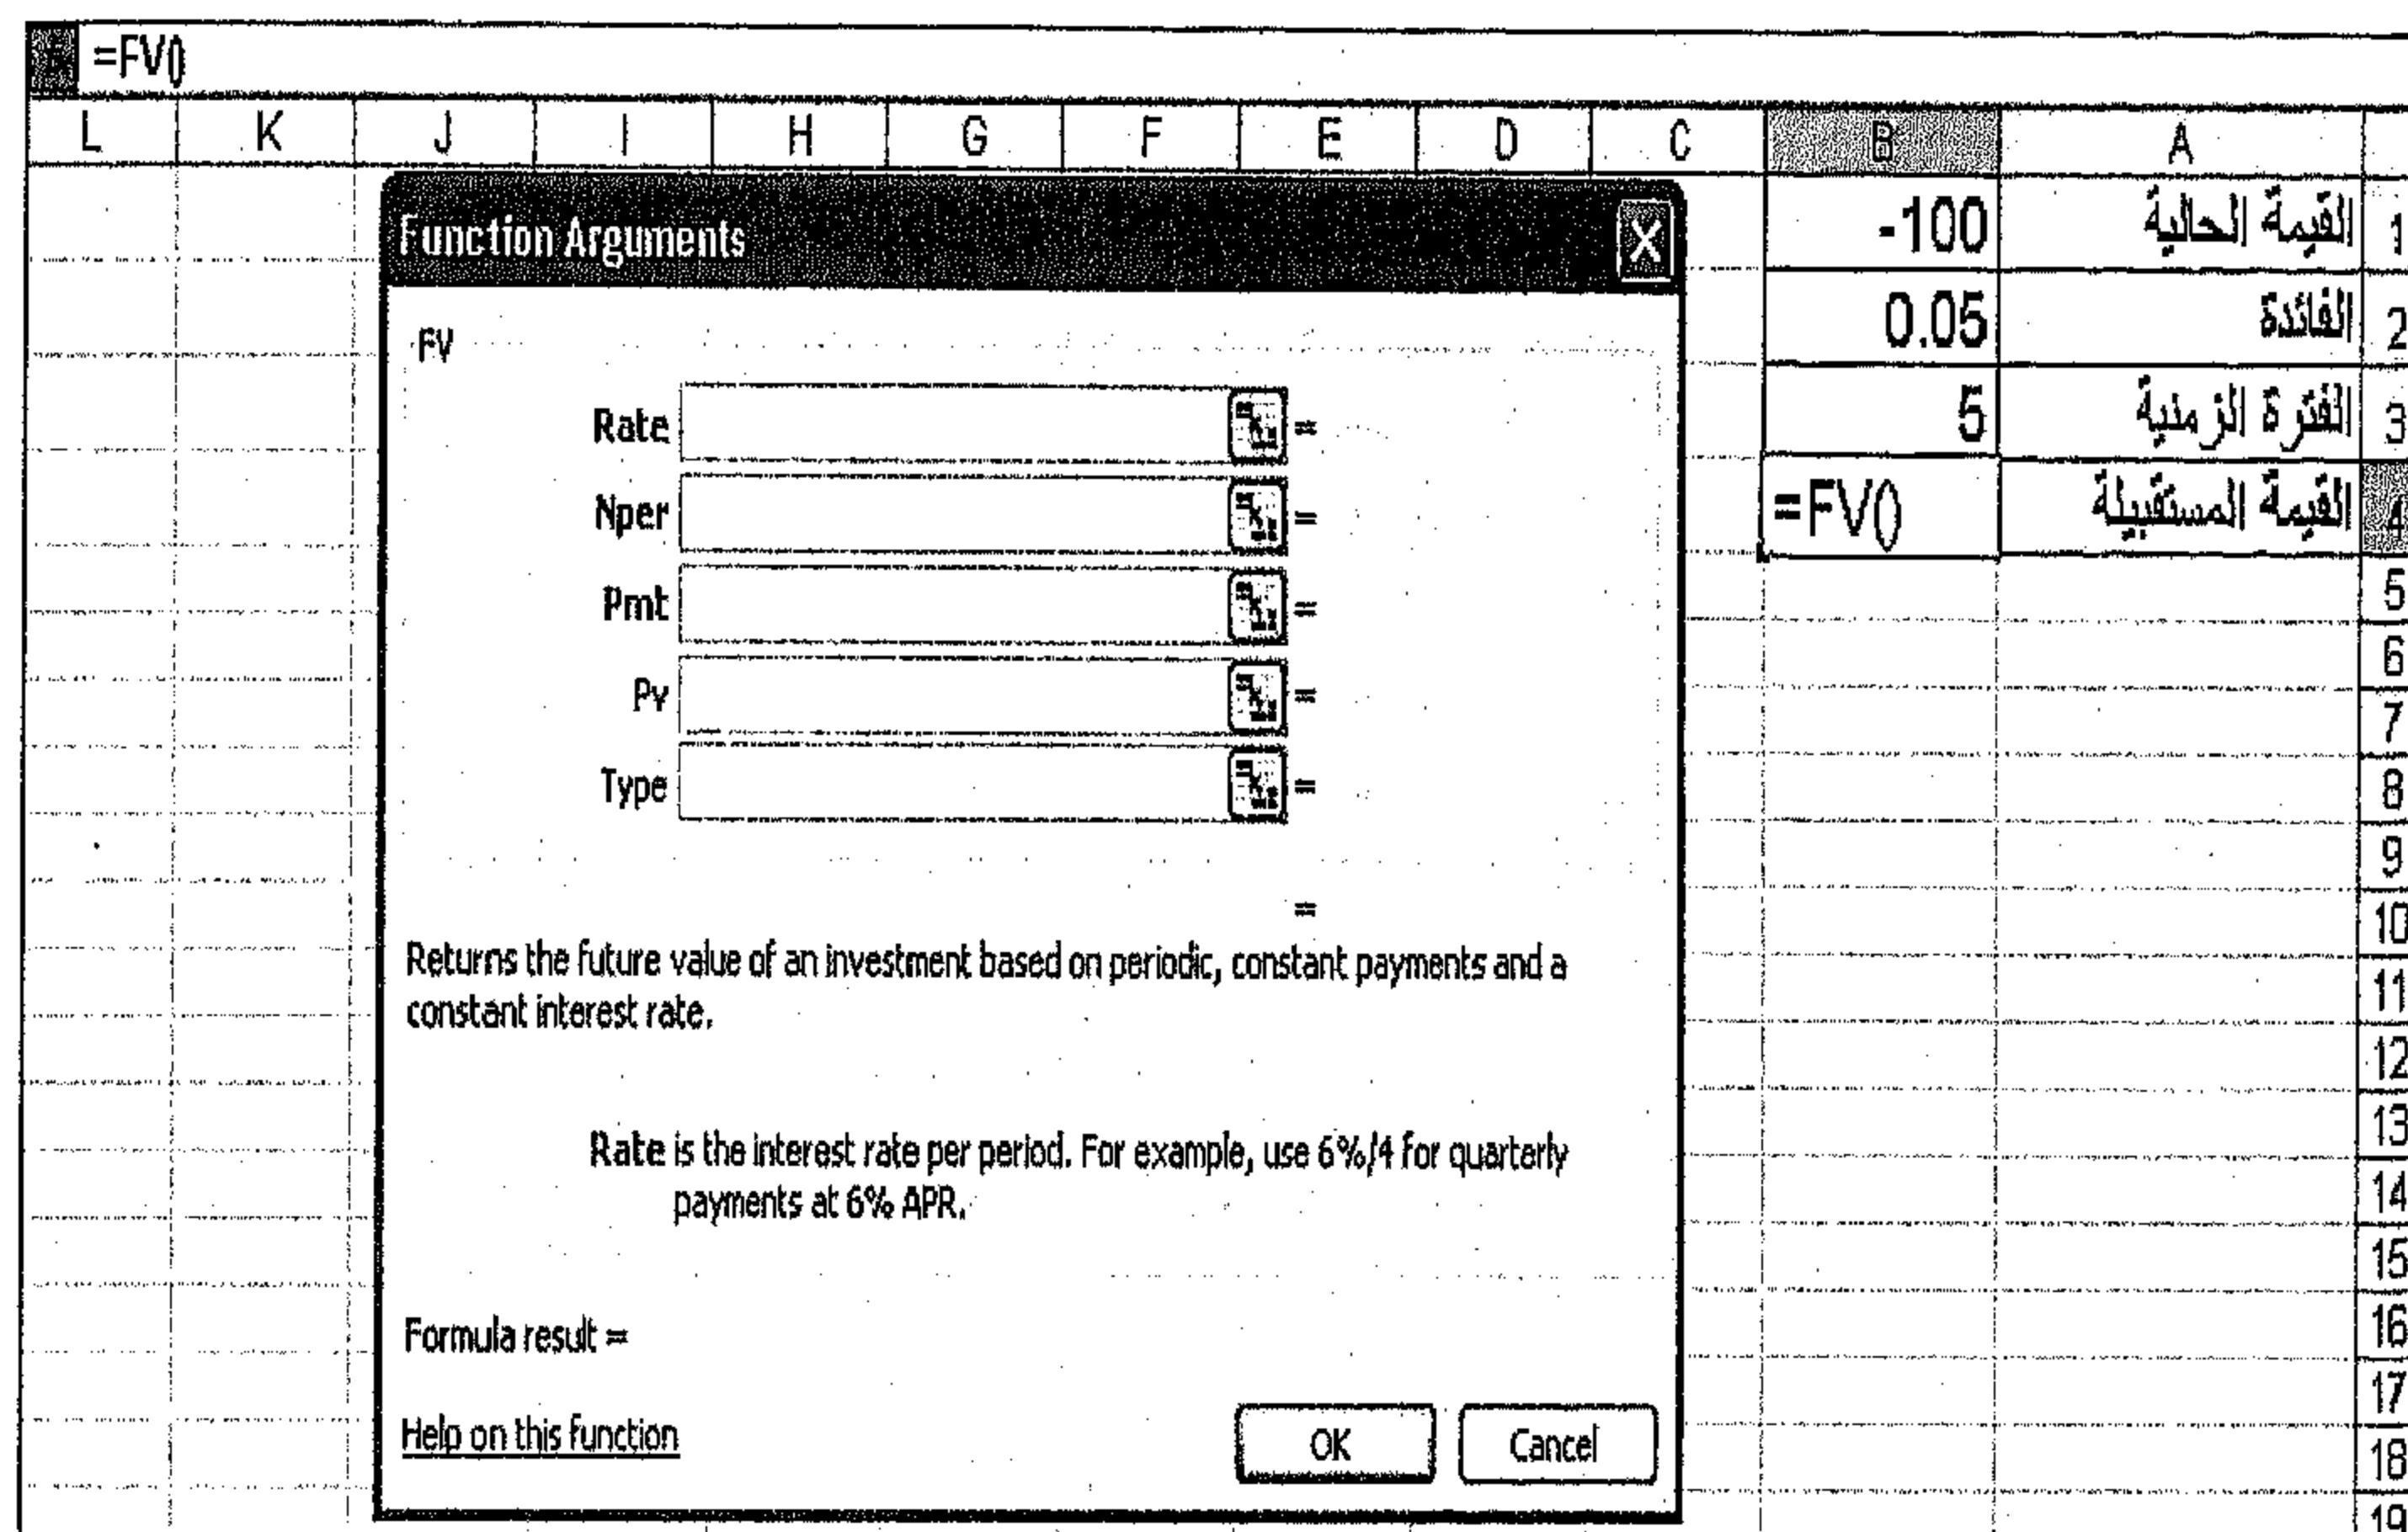 =FV()
L K J I H G F E D C B A
Function Arguments X
FV
Rate =
Nper =
Pmt =
Pv =
Type =
=
Returns the future value of an investment based on periodic, constant payments and a
constant interest rate.
Rate is the interest rate per period. For example, use 6%/4 for quarterly
payments at 6% APR.
Formula result =
Help on this function
OK Cancel
-100 القيمة الحالية 1
0.05 الفائدة 2
5 الفترة الزمنية 3
=FV() القيمة المستقبيلة 4
5
6
7
8
9
10
11
12
13
14
15
16
17
18
19